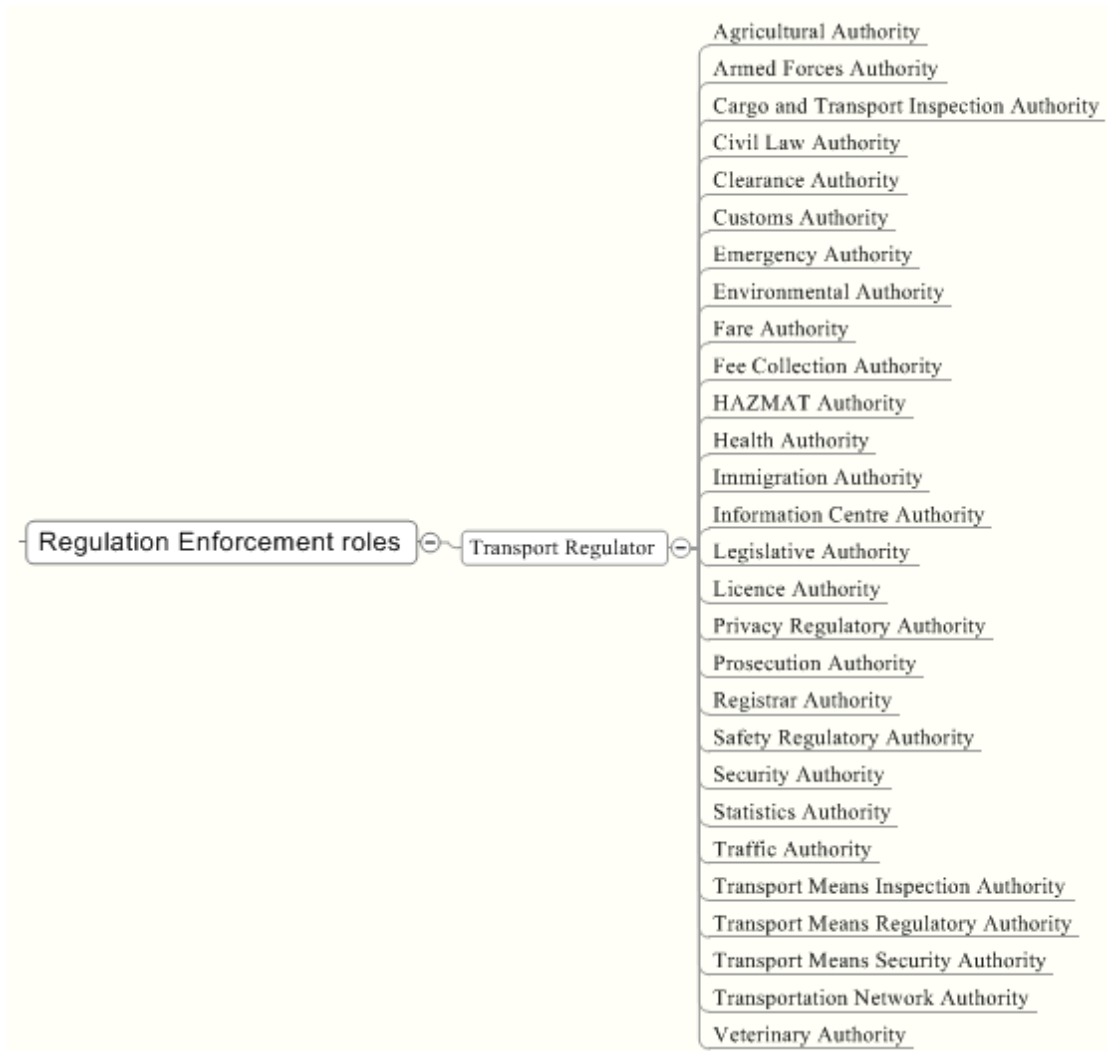 Agricultural Authority
Armed Forces Authority
Cargo and Transport Inspection Authority
Civil Law Authority
Clearance Authority
Customs Authority
Emergency Authority
Environmental Authority
Fare Authority
Fee Collection Authority
HAZMAT Authority
Health Authority
Immigration Authority
Information Centre Authority
Regulation Enforcement roles
Transport Regulator
Legislative Authority
Licence Authority
Privacy Regulatory Authority
Prosecution Authority
Registrar Authority
Safety Regulatory Authority
Security Authority
Statistics Authority
Traffic Authority
Transport Means Inspection Authority
Transport Means Regulatory Authority
Transport Means Security Authority
Transportation Network Authority
Veterinary Authority